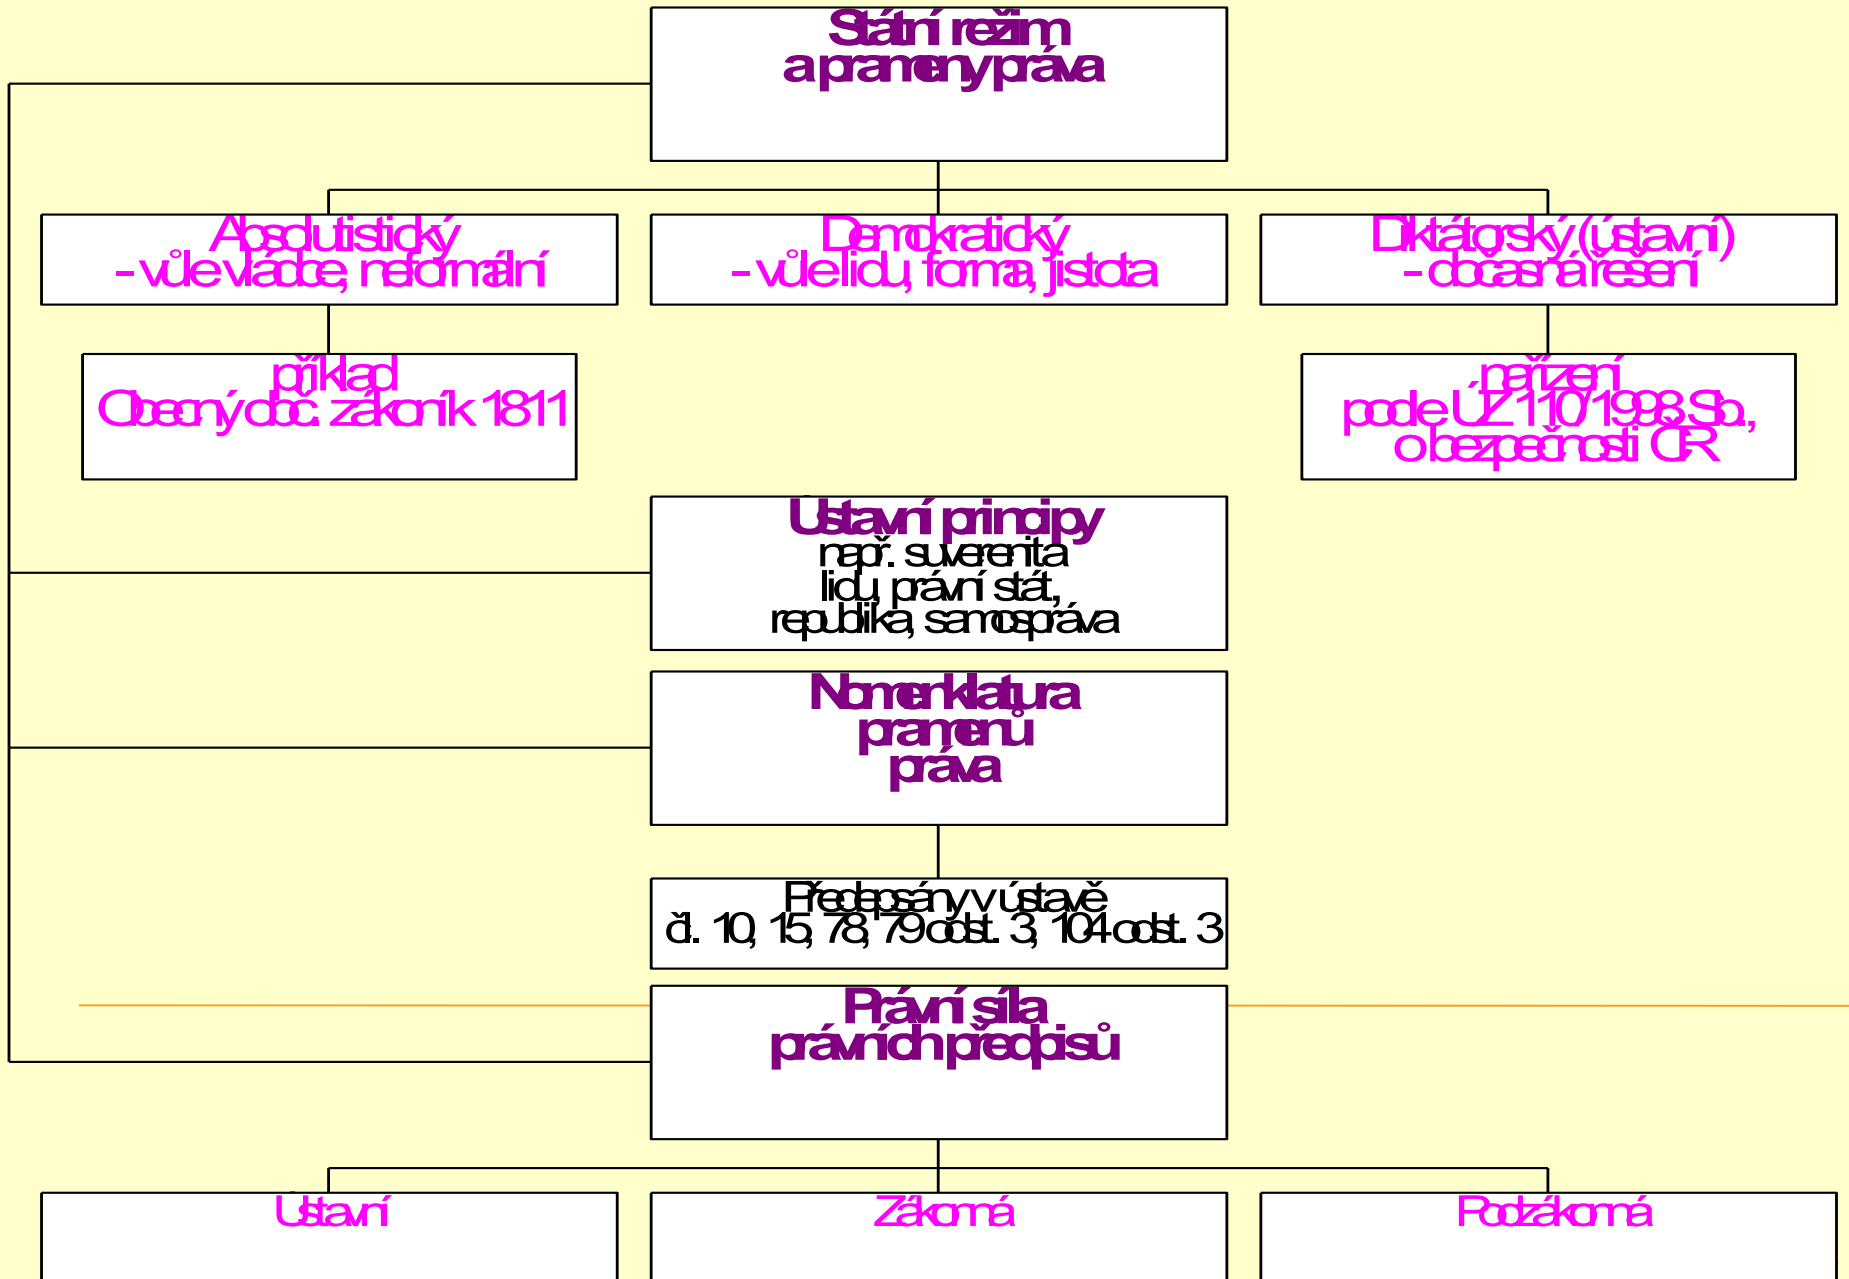 Státní režim
a prameny práva
Absolutistický
- vůle vládce, neformální
Demokratický
- vůle lidu, forma, jistota
Diktátorský (ústavní)
- dočasná řešení
příklad
Obecný obč. zákoník 1811
nařízení
podle ÚZ 110/1998 Sb.,
o bezpečnosti ČR
Ústavní principy
např. suverenita
lidu, právní stát,
republika, samospráva
Nomenklatura
pramenů
práva
Předepsány v ústavě
čl. 10, 15, 78, 79 odst. 3, 104 odst. 3
Právní síla
právních předpisů
Ústavní
Zákonná
Podzákonná